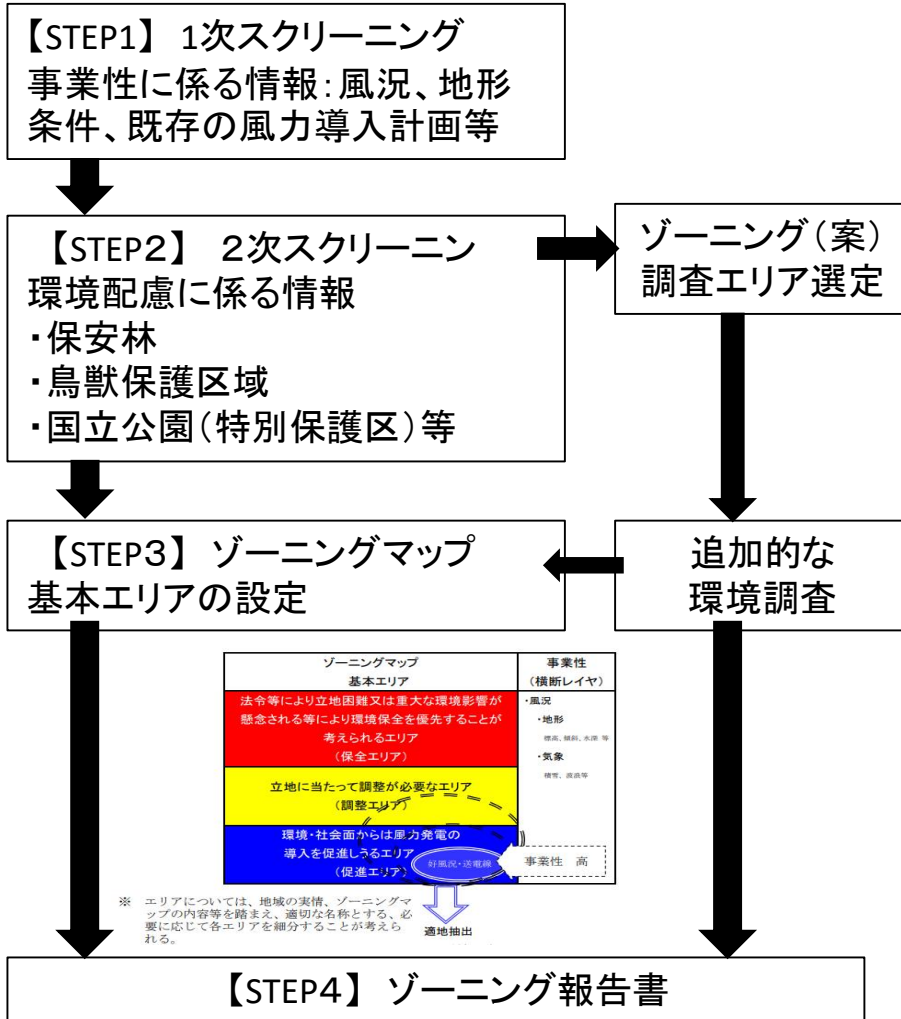 【STEP1】 1次スクリーニング
事業性に係る情報：風況、地形
条件、既存の風力導入計画等
【STEP２】 ２次スクリーニン
環境配慮に係る情報
・保安林
・鳥獣保護区域
・国立公園（特別保護区）等
ゾーニング（案）
調査エリア選定
【STEP３】 ゾーニングマップ
基本エリアの設定
追加的な
環境調査
ゾーニングマップ
基本エリア
事業性
（横断レイヤ）
法令等により立地困難又は重大な環境影響が
懸念される等により環境保全を優先することが
考えられるエリア
（保全エリア）
・風況
・地形
標高、傾斜、水深 等
・気象
積雪、波浪等
立地に当たって調整が必要なエリア
（調整エリア）
環境・社会面からは風力発電の
導入を促進しうるエリア
（促進エリア）
好風況・送電線
事業性 高
※ エリアについては、地域の実情、ゾーニングマ
ップの内容等を踏まえ、適切な名称とする、必
要に応じて各エリアを細分することが考えら
れる。
適地抽出
【STEP４】 ゾーニング報告書